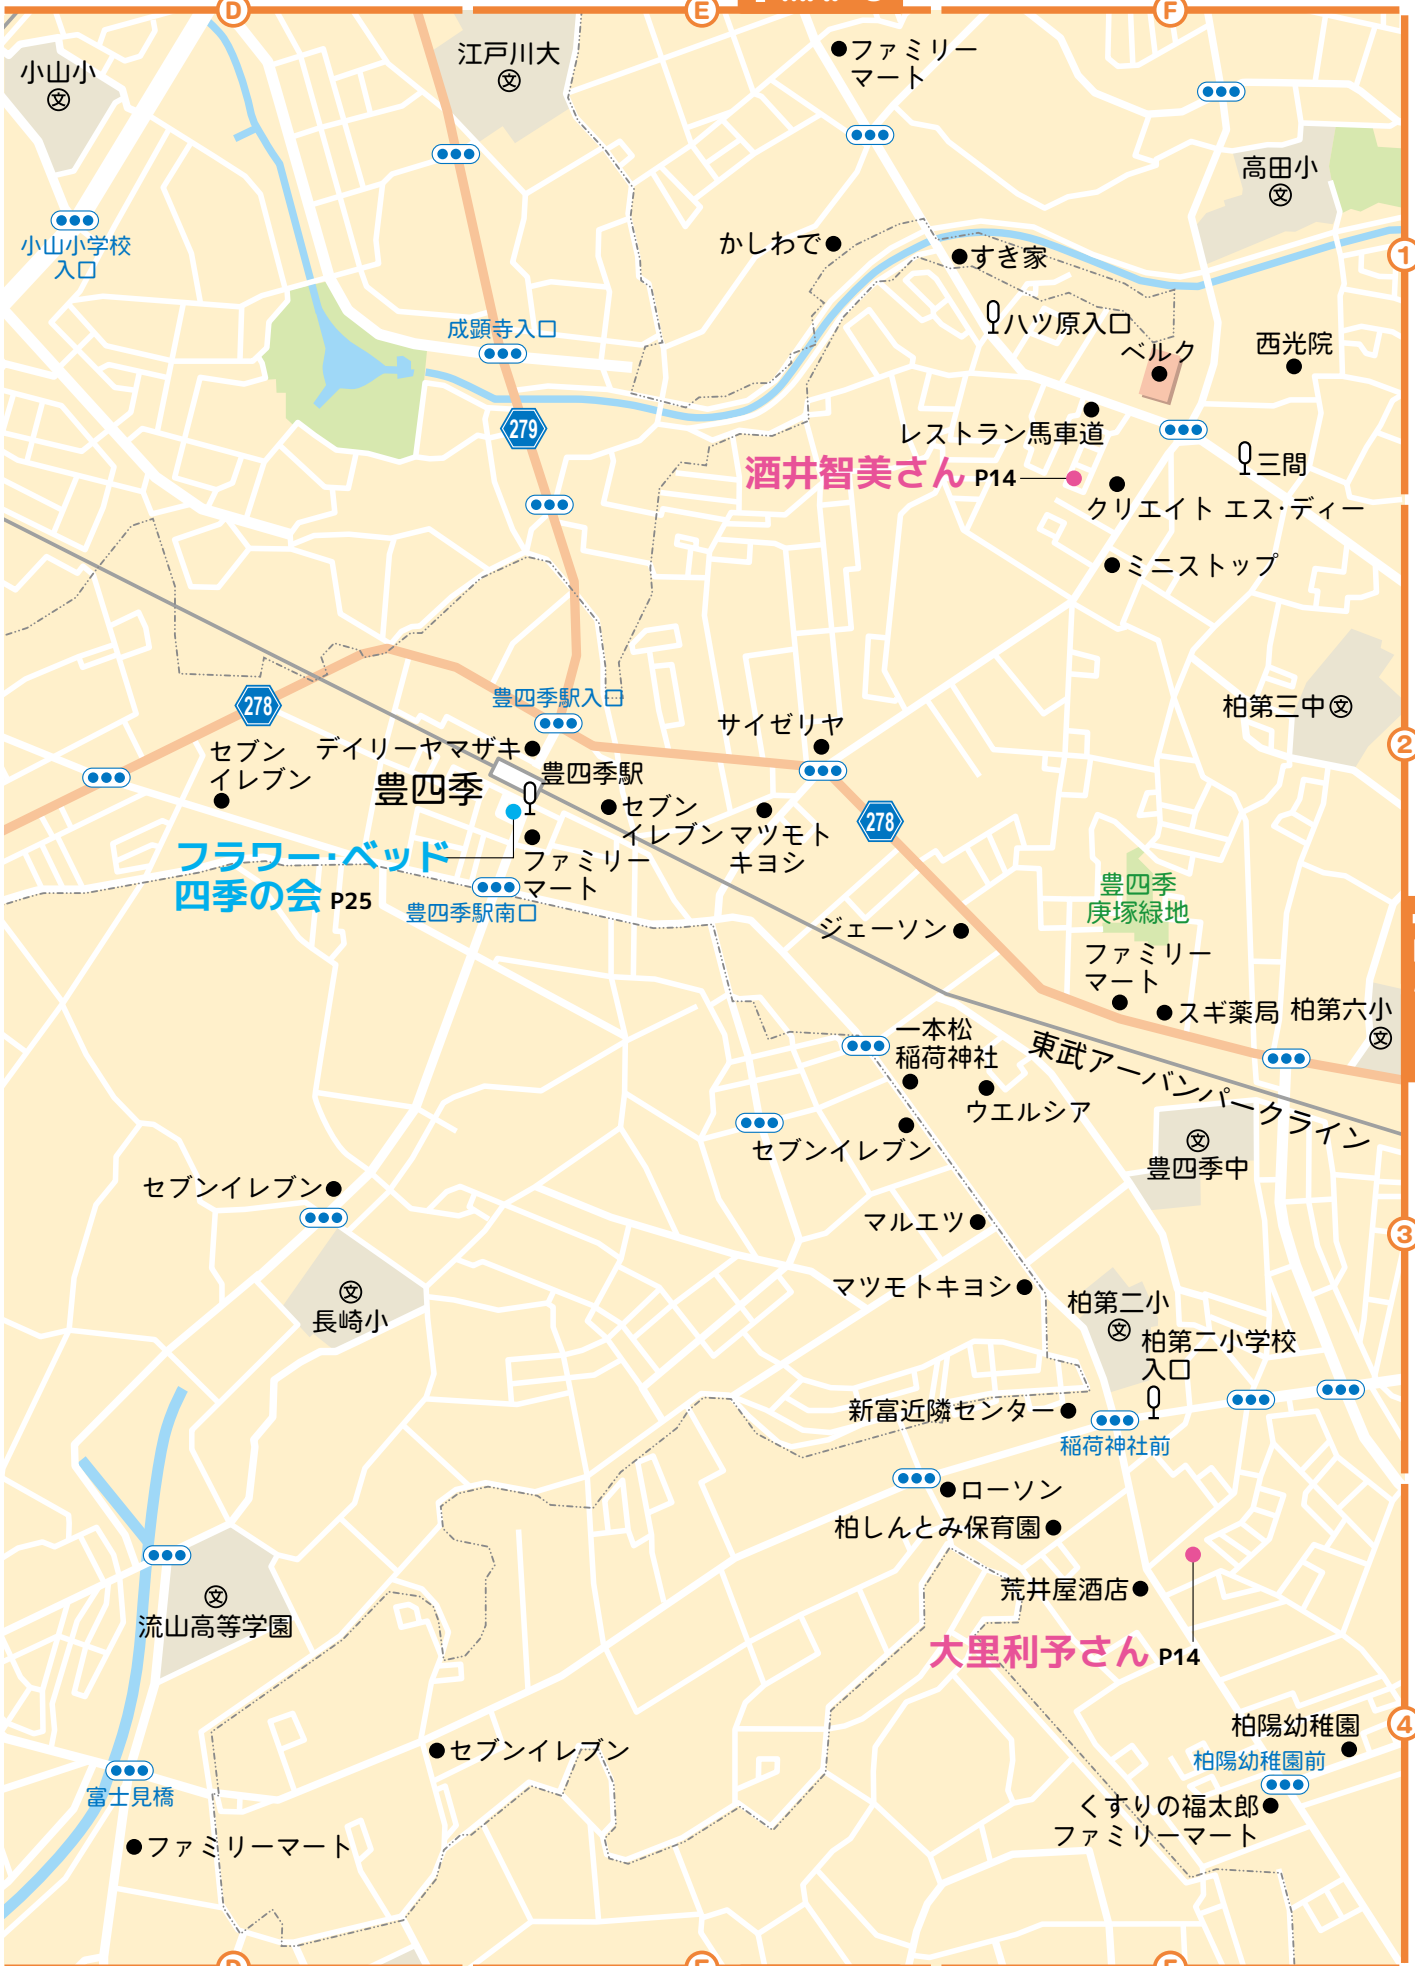 D
E
F
江戸川大
文
小山小
文
ファミリー
マート
高田小
文
小山小学校
入口
かしわで
すき家
1
八ツ原入口
成顕寺入口
ベルク
西光院
279
レストラン馬車道
三間
酒井智美さん P14
クリエイト エス・ディー
ミニストップ
278
豊四季駅入口
柏第三中 文
サイゼリヤ
2
セブン
イレブン
デイリーヤマザキ
豊四季
豊四季駅
セブン
イレブン
マツモト
キヨシ
278
フラワー・ベッド
四季の会 P25
ファミリー
マート
豊四季駅南口
豊四季
庚塚緑地
ジェーソン
ファミリー
マート
スギ薬局
柏第六小
文
一本松
稲荷神社
東武アーバンパークライン
ウエルシア
セブンイレブン
文
豊四季中
セブンイレブン
マルエツ
3
マツモトキヨシ
文
長崎小
柏第二小
文
柏第二小学校
入口
新富近隣センター
稲荷神社前
ローソン
柏しんとみ保育園
荒井屋酒店
文
流山高等学園
大里利予さん P14
柏陽幼稚園
4
柏陽幼稚園前
セブンイレブン
富士見橋
くすりの福太郎
ファミリーマート
ファミリーマート